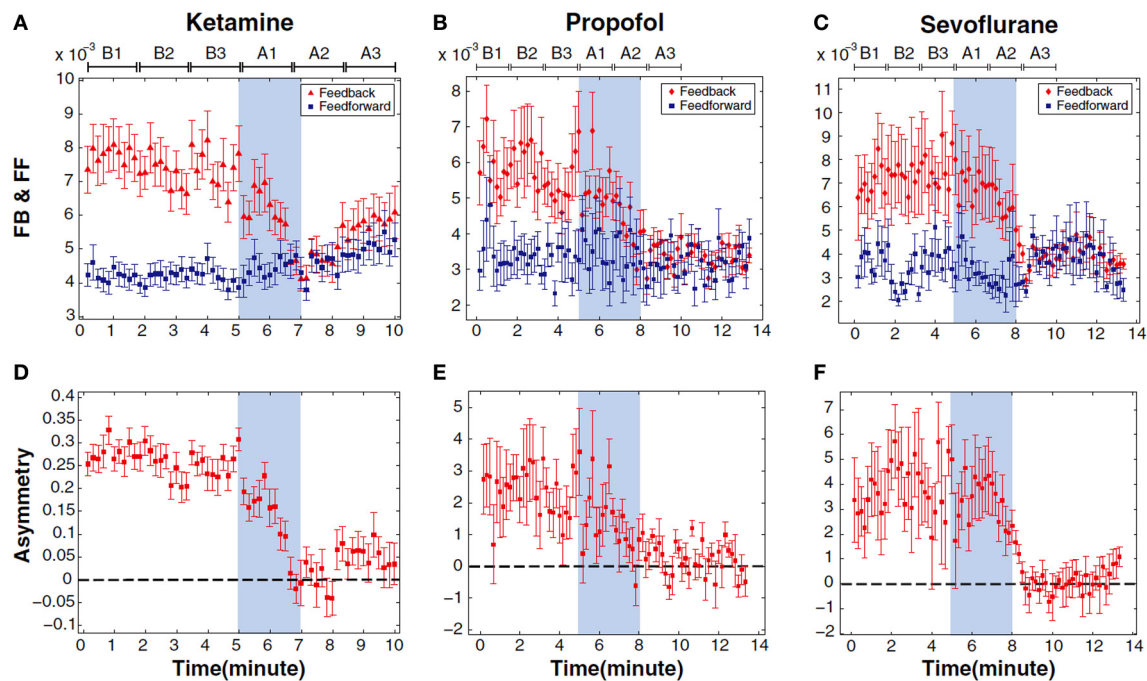 A Ketamine
x 10⁻³ B1 B2 B3 A1 A2 A3
Feedback
Feedforward
FB & FF
10
9
8
7
6
5
4
3
0 1 2 3 4 5 6 7 8 9 10
B Propofol
x 10⁻³ B1 B2 B3 A1 A2 A3
Feedback
Feedforward
8
7
6
5
4
3
2
0 2 4 6 8 10 12 14
C Sevoflurane
x 10⁻³ B1 B2 B3 A1 A2 A3
Feedback
Feedforward
11
10
9
8
7
6
5
4
3
2
0 2 4 6 8 10 12 14
D
Asymmetry
0.4
0.35
0.3
0.25
0.2
0.15
0.1
0.05
0
−0.05
−0.1
0 1 2 3 4 5 6 7 8 9 10
Time(minute)
E
5
4
3
2
1
0
−1
−2
0 2 4 6 8 10 12 14
Time(minute)
F
7
6
5
4
3
2
1
0
−1
−2
0 2 4 6 8 10 12 14
Time(minute)